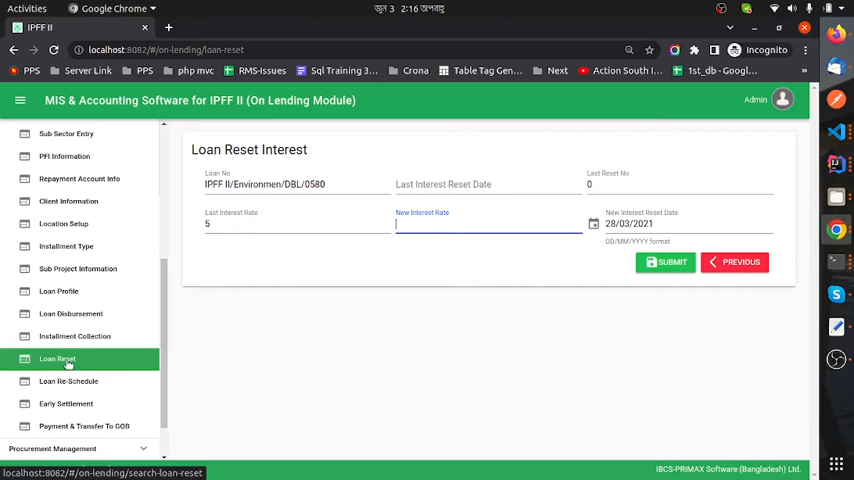 Activities
Google Chrome
জুন 3 2:16 অপরাহ্ণ
IPFF II
localhost:8082/#/on-lending/loan-reset
Incognito
PPS
Server Link
PPS
php mvc
RMS-Issues
Sql Training 3...
Crona
Table Tag Gen...
Next
Action South I...
1st_db - Googl...
»
MIS & Accounting Software for IPFF II (On Lending Module)
Admin
Sub Sector Entry
PFI Information
Repayment Account Info
Client Information
Location Setup
Installment Type
Sub Project Information
Loan Profile
Loan Disbursement
Installment Collection
Loan Reset
Loan Re-Schedule
Early Settlement
Payment & Transfer To GOB
Procurement Management
Loan Reset Interest
Loan No
IPFF II/Environmen/DBL/0580
Last Interest Reset Date
Last Reset No
0
Last Interest Rate
5
New Interest Rate
New Interest Reset Date
28/03/2021
DD/MM/YYYY format
SUBMIT
PREVIOUS
localhost:8082/#/on-lending/search-loan-reset
IBCS-PRIMAX Software (Bangladesh) Ltd.